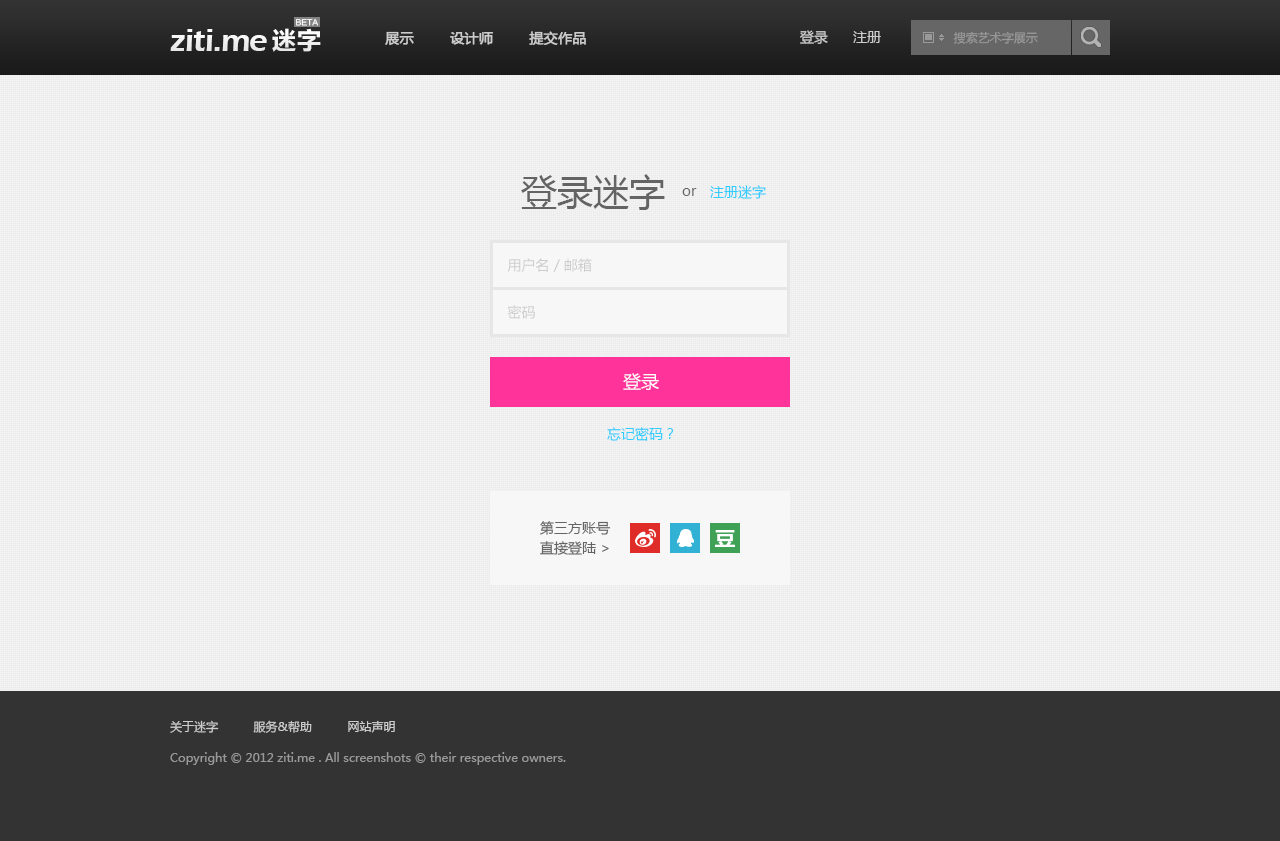 BETA
ziti.me 迷字
展示 设计师 提交作品
登录 注册
搜索艺术字展示
登录迷字 or 注册迷字
用户名 / 邮箱
密码
登录
忘记密码？
第三方账号
直接登陆 >
豆
关于迷字 服务&帮助 网站声明
Copyright © 2012 ziti.me . All screenshots © their respective owners.